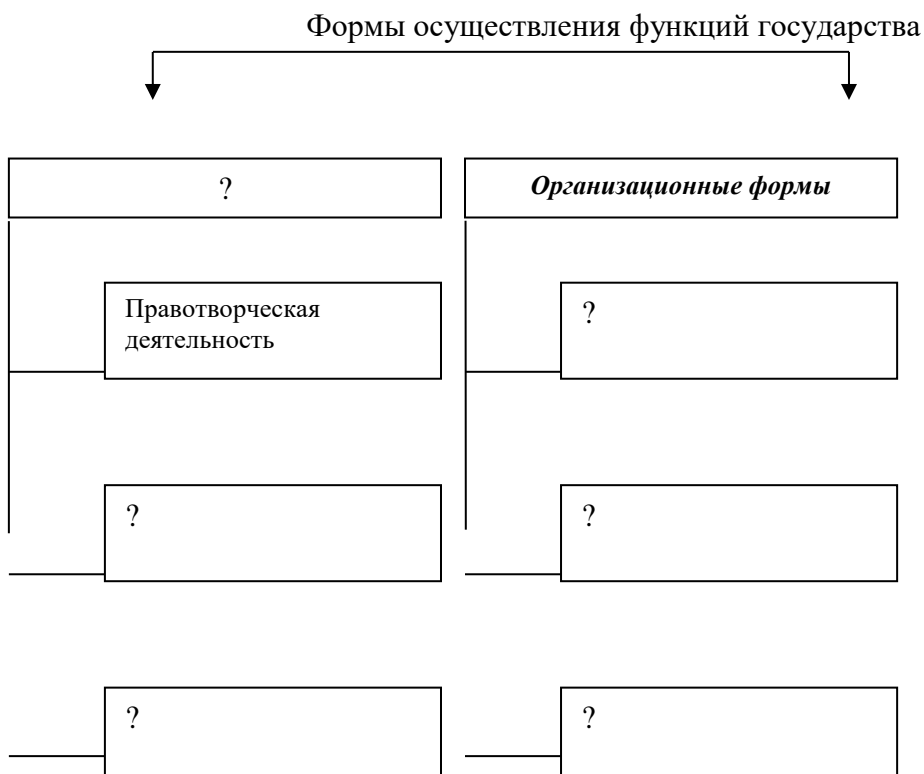 Формы осуществления функций государства
?
Организационные формы
Правотворческая
деятельность
?
?
?
?
?